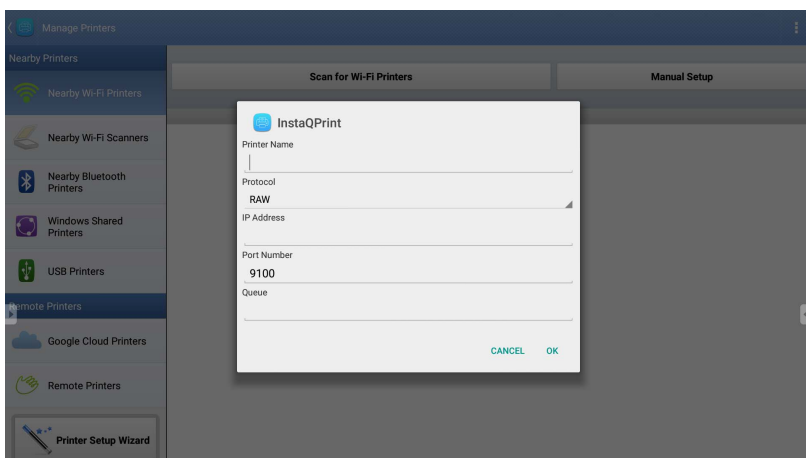 Manage Printers
Nearby Printers
Nearby Wi-Fi Printers
Nearby Wi-Fi Scanners
Nearby Bluetooth
Printers
Windows Shared
Printers
USB Printers
Remote Printers
Google Cloud Printers
Remote Printers
Printer Setup Wizard
Scan for Wi-Fi Printers
Manual Setup
InstaQPrint
Printer Name
Protocol
RAW
IP Address
Port Number
9100
Queue
CANCEL OK